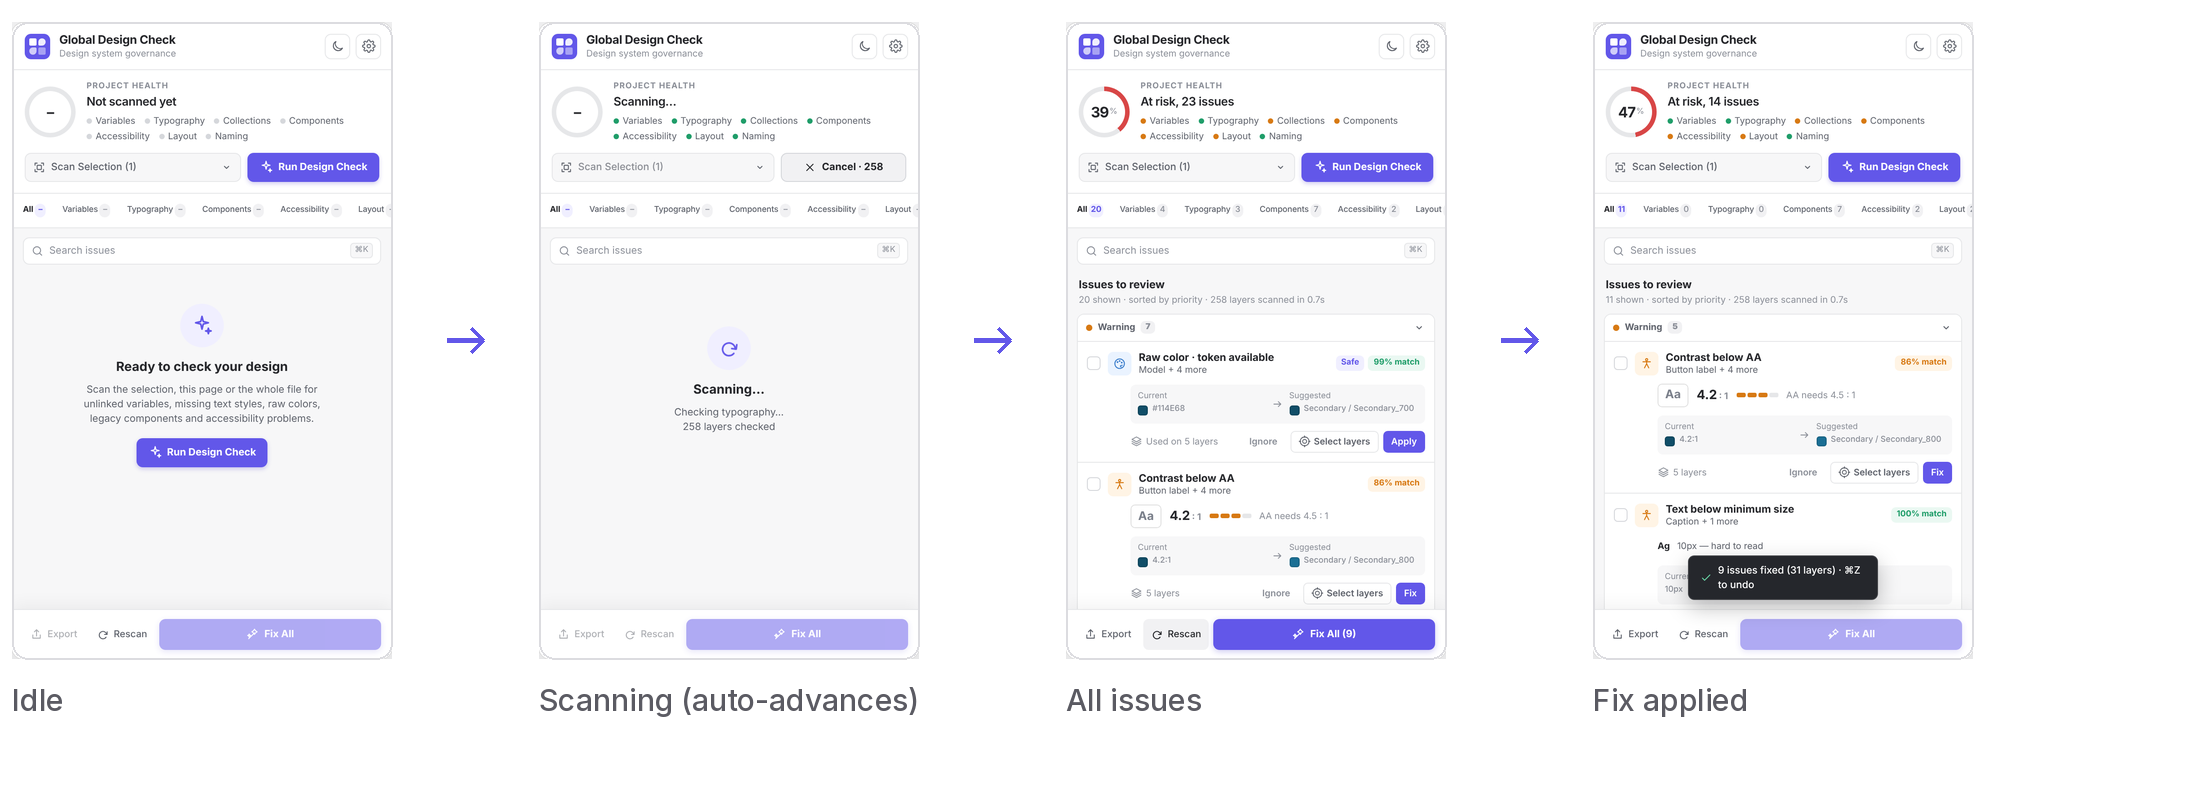 Global Design Check
Design system governance
PROJECT HEALTH
–
Not scanned yet
Variables Typography Collections Components
Accessibility Layout Naming
Scan Selection (1)
Run Design Check
All – Variables – Typography – Components – Accessibility – Layout
Search issues ⌘K
Ready to check your design
Scan the selection, this page or the whole file for
unlinked variables, missing text styles, raw colors,
legacy components and accessibility problems.
Run Design Check
Export Rescan Fix All
Idle
Global Design Check
Design system governance
PROJECT HEALTH
–
Scanning...
Variables Typography Collections Components
Accessibility Layout Naming
Scan Selection (1)
Cancel · 258
All – Variables – Typography – Components – Accessibility – Layout
Search issues ⌘K
Scanning...
Checking typography...
258 layers checked
Export Rescan Fix All
Scanning (auto-advances)
Global Design Check
Design system governance
PROJECT HEALTH
39%
At risk, 23 issues
Variables Typography Collections Components
Accessibility Layout Naming
Scan Selection (1)
Run Design Check
All 20 Variables 4 Typography 3 Components 7 Accessibility 2 Layout
Search issues ⌘K
Issues to review
20 shown · sorted by priority · 258 layers scanned in 0.7s
Warning 7
Raw color · token available Safe 99% match
Model + 4 more
Current Suggested
#114E68 → Secondary / Secondary_700
Used on 5 layers Ignore Select layers Apply
Contrast below AA 86% match
Button label + 4 more
Aa 4.2 : 1 AA needs 4.5 : 1
Current Suggested
4.2:1 → Secondary / Secondary_800
5 layers Ignore Select layers Fix
Export Rescan Fix All (9)
All issues
Global Design Check
Design system governance
PROJECT HEALTH
47%
At risk, 14 issues
Variables Typography Collections Components
Accessibility Layout Naming
Scan Selection (1)
Run Design Check
All 11 Variables 0 Typography 0 Components 7 Accessibility 2 Layout
Search issues ⌘K
Issues to review
11 shown · sorted by priority · 258 layers scanned in 0.7s
Warning 5
Contrast below AA 86% match
Button label + 4 more
Aa 4.2 : 1 AA needs 4.5 : 1
Current Suggested
4.2:1 → Secondary / Secondary_800
5 layers Ignore Select layers Fix
Text below minimum size 100% match
Caption + 1 more
Ag 10px — hard to read
10px
9 issues fixed (31 layers) · ⌘Z
to undo
Export Rescan Fix All
Fix applied